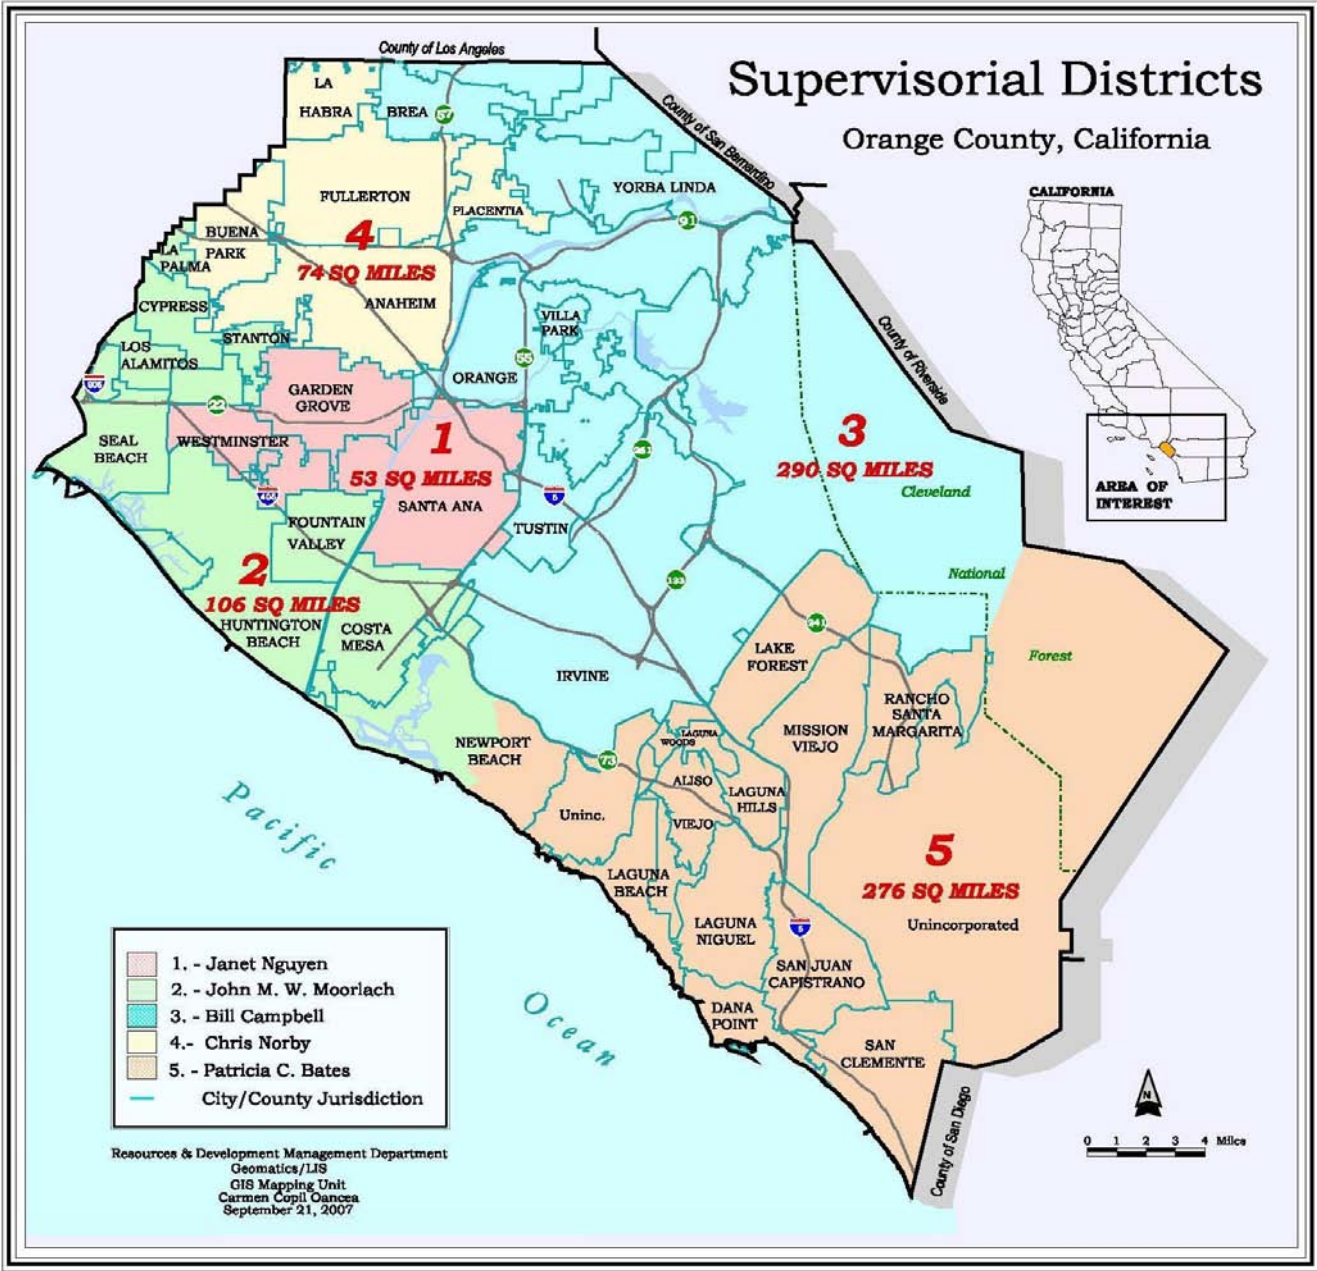 Supervisorial Districts
Orange County, California
County of Los Angeles
County of San Bernardino
County of Riverside
County of San Diego
CALIFORNIA
AREA OF
INTEREST
LA
HABRA
BREA
57
FULLERTON
PLACENTIA
YORBA LINDA
91
BUENA
PARK
LA
PALMA
4
74 SQ MILES
ANAHEIM
CYPRESS
STANTON
LOS
ALAMITOS
VILLA
PARK
55
ORANGE
GARDEN
GROVE
605
22
SEAL
BEACH
WESTMINSTER
1
53 SQ MILES
SANTA ANA
3
290 SQ MILES
Cleveland
National
Forest
261
405
5
FOUNTAIN
VALLEY
TUSTIN
2
106 SQ MILES
HUNTINGTON
BEACH
COSTA
MESA
133
241
IRVINE
LAKE
FOREST
RANCHO
SANTA
MARGARITA
MISSION
VIEJO
NEWPORT
BEACH
LAGUNA
WOODS
73
ALISO
VIEJO
LAGUNA
HILLS
Uninc.
5
276 SQ MILES
Unincorporated
LAGUNA
BEACH
LAGUNA
NIGUEL
5
SAN JUAN
CAPISTRANO
DANA
POINT
SAN
CLEMENTE
Pacific
Ocean
1. - Janet Nguyen
2. - John M. W. Moorlach
3. - Bill Campbell
4.- Chris Norby
5. - Patricia C. Bates
City/County Jurisdiction
Resources & Development Management Department
Geomatics/LIS
GIS Mapping Unit
Carmen Copil Oancea
September 21, 2007
N
0 1 2 3 4 Miles